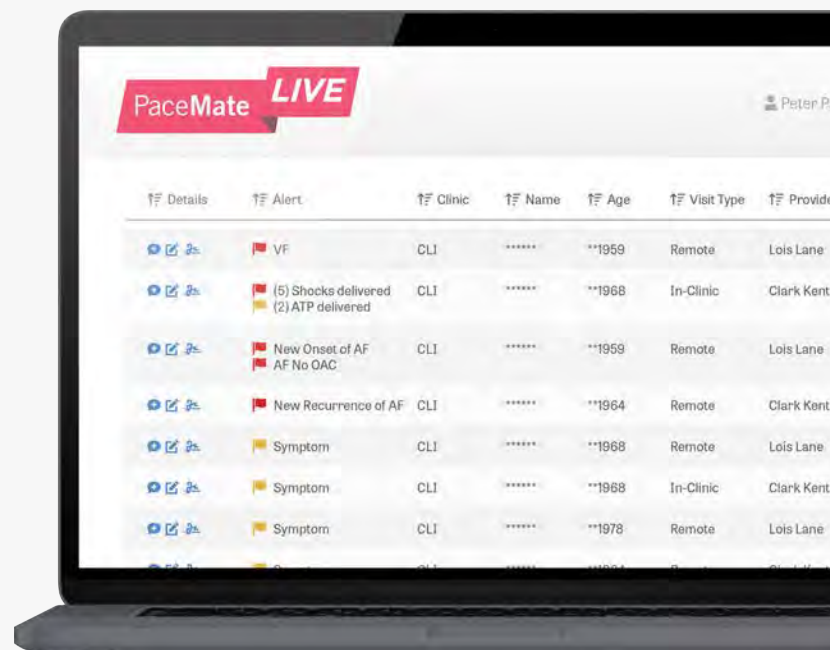 PaceMate LIVE
Peter P
Details Alert Clinic Name Age Visit Type Provide
VF CLI ****** **1959 Remote Lois Lane
(5) Shocks delivered CLI ****** **1968 In-Clinic Clark Kent
(2) ATP delivered
New Onset of AF CLI ****** **1959 Remote Lois Lane
AF No OAC
New Recurrence of AF CLI ****** **1964 Remote Clark Kent
Symptom CLI ****** **1968 Remote Lois Lane
Symptom CLI ****** **1968 In-Clinic Clark Kent
Symptom CLI ****** **1978 Remote Lois Lane